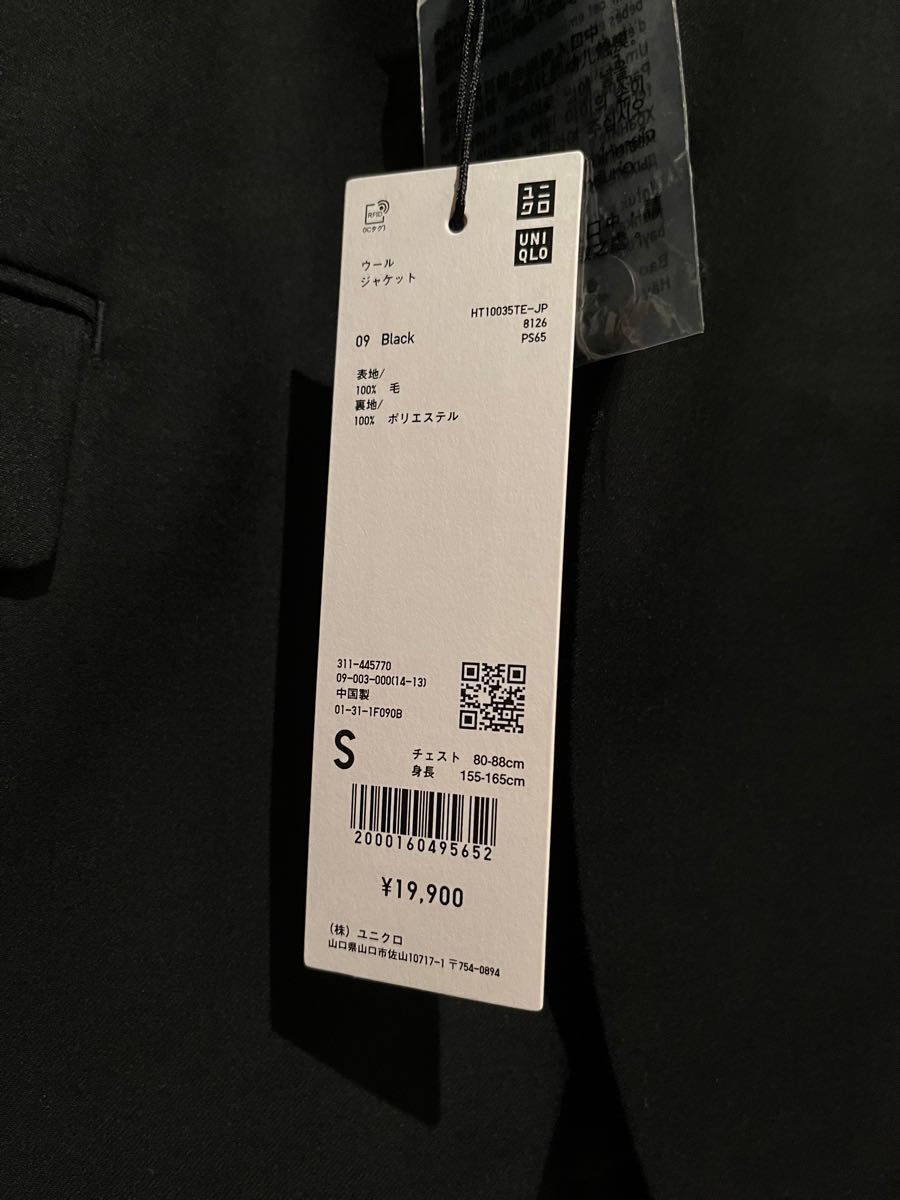 RFID
(ICタグ)
ユニ
クロ
UNI
QLO
ウール
ジャケット
HT10035TE-JP
8126
PS65
09 Black
表地/
100% 毛
裏地/
100% ポリエステル
311-445770
09-003-000(14-13)
中国製
01-31-1F090B
S
チェスト 80-88cm
身長 155-165cm
2000160495652
¥19,900
(株) ユニクロ
山口県山口市佐山10717-1 〒754-0894